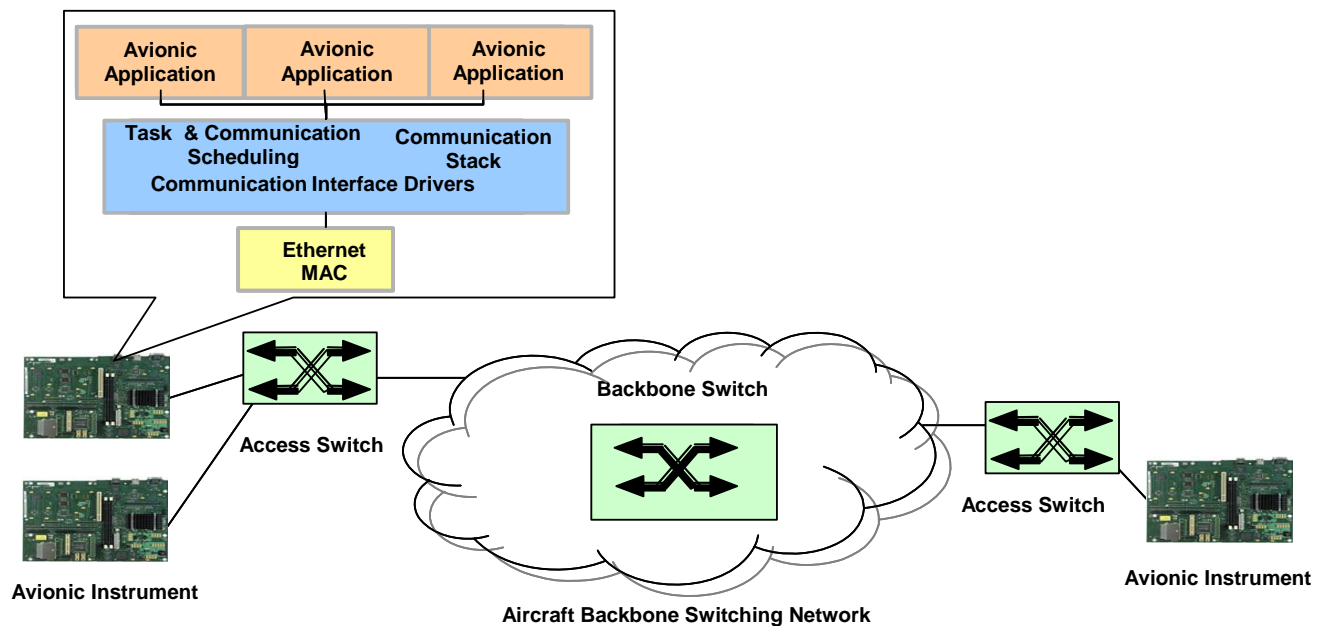 Avionic
Application
Avionic
Application
Avionic
Application
Task & Communication
Scheduling
Communication
Stack
Communication Interface Drivers
Ethernet
MAC
Backbone Switch
Access Switch
Access Switch
Avionic Instrument
Avionic Instrument
Aircraft Backbone Switching Network